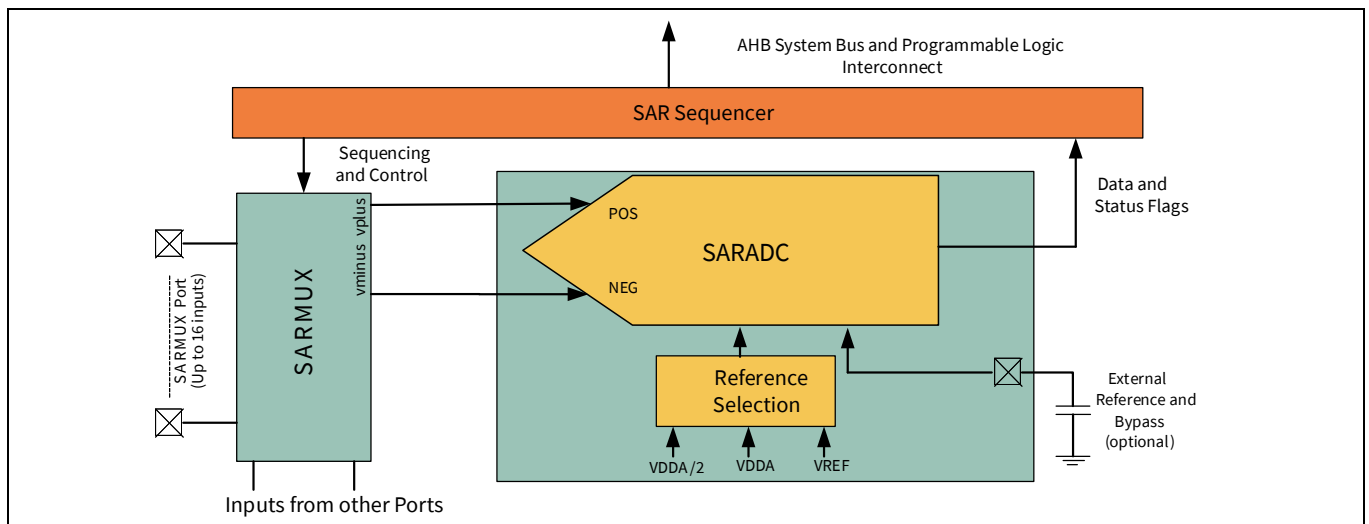 AHB System Bus and Programmable Logic
Interconnect
SAR Sequencer
Sequencing
and Control
vminus vplus
SARMUX
SARMUX Port
(Up to 16 inputs)
POS
SARADC
NEG
Data and
Status Flags
Reference
Selection
VDDA/2
VDDA
VREF
External
Reference and
Bypass
(optional)
Inputs from other Ports